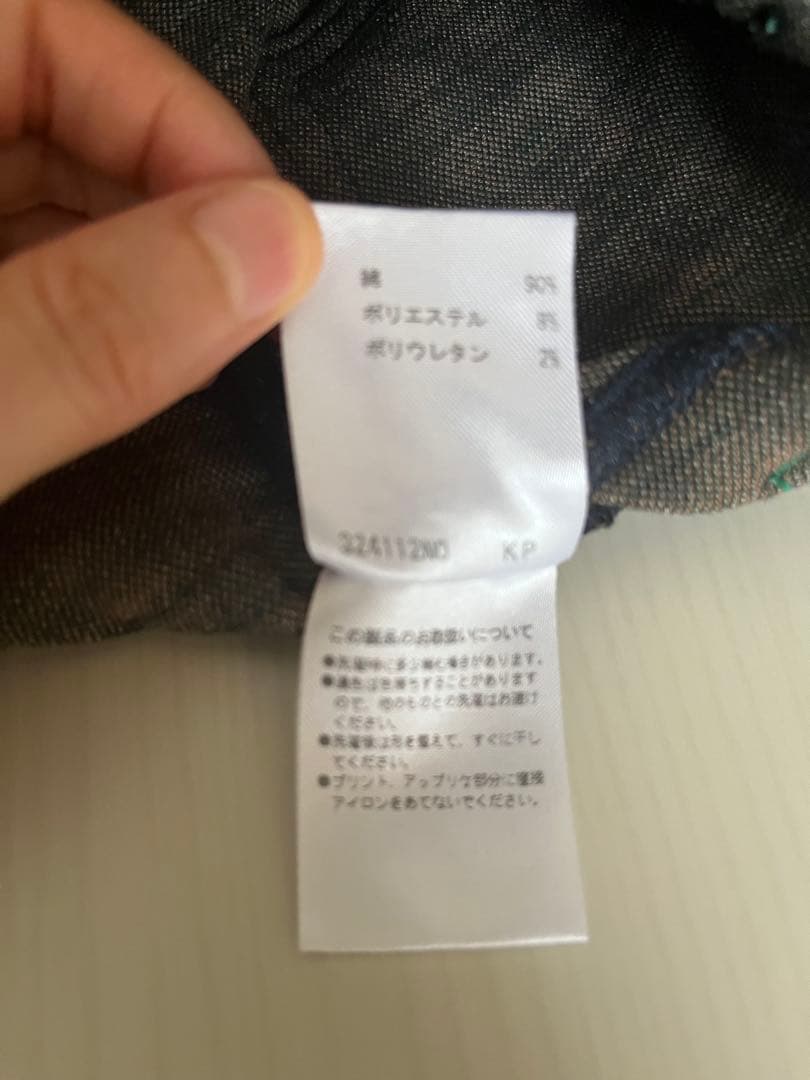 綿 90%
ポリエステル 8%
ポリウレタン 2%
324112ND KP
この製品のお取扱いについて
●洗濯後に多少縮む場合があります。
●濃色は色落ちすることがあります
ので、他のものとの洗濯はお避け
ください。
●洗濯後は形を整えて、すぐに干し
てください。
●プリント、アップリケ部分に直接
アイロンをあてないでください。